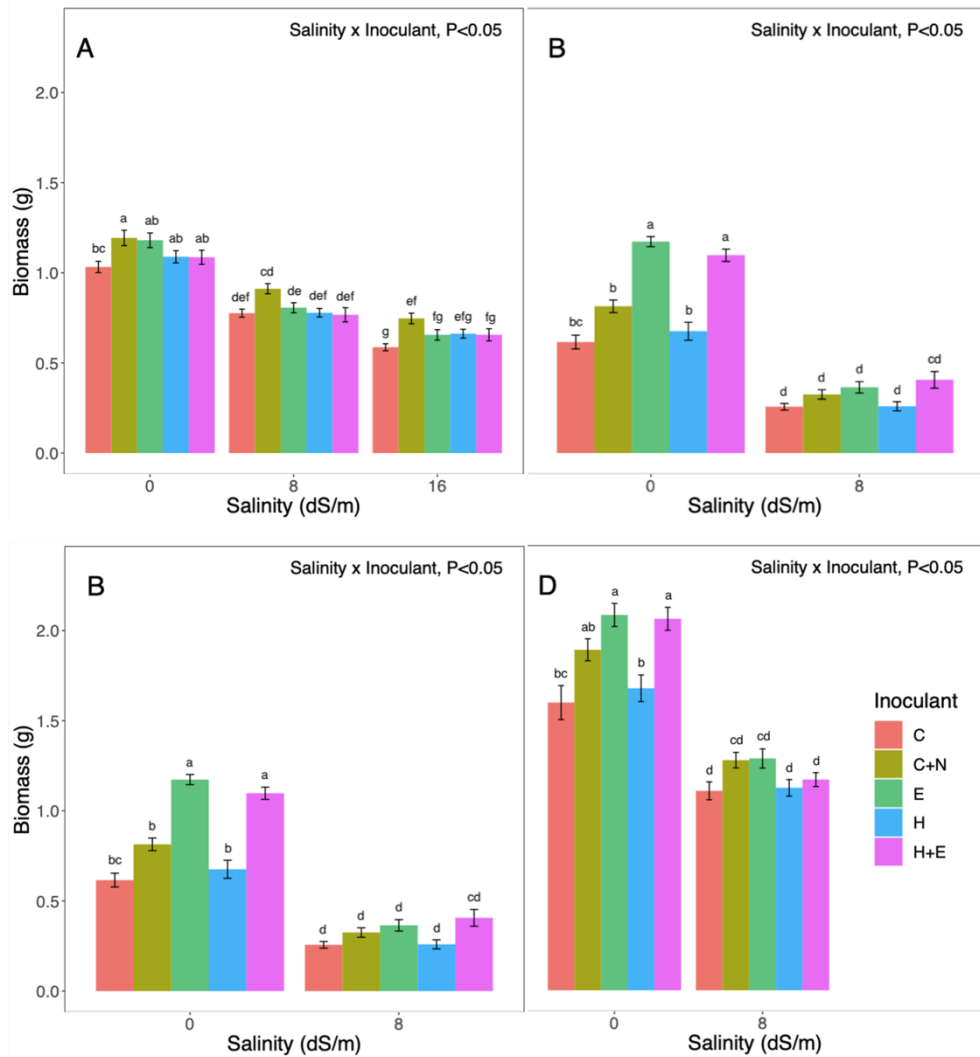 A
Salinity x Inoculant, P<0.05
Biomass (g)
2.0
1.5
1.0
0.5
0.0
bc
a
ab
ab
ab
def
cd
de
def
def
g
ef
fg
efg
fg
0
8
16
Salinity (dS/m)
B
Salinity x Inoculant, P<0.05
bc
b
a
b
a
d
d
d
d
cd
0
8
Salinity (dS/m)
B
Salinity x Inoculant, P<0.05
Biomass (g)
2.0
1.5
1.0
0.5
0.0
bc
b
a
b
a
d
d
d
d
cd
0
8
Salinity (dS/m)
D
Salinity x Inoculant, P<0.05
bc
ab
a
b
a
d
cd
cd
d
d
0
8
Salinity (dS/m)
Inoculant
C
C+N
E
H
H+E